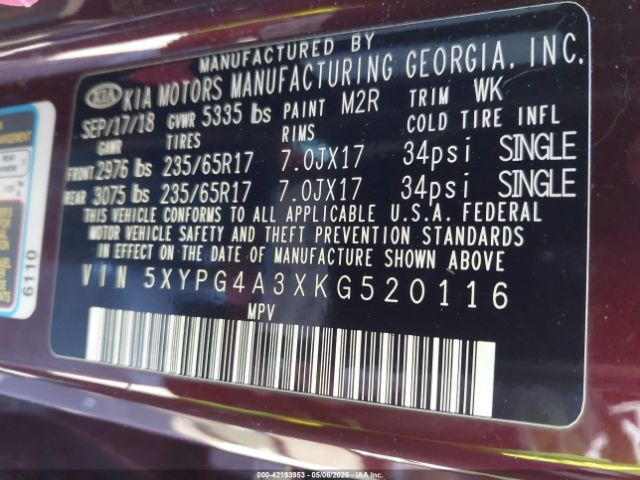 MANUFACTURED BY
KIA KIA MOTORS MANUFACTURING GEORGIA, INC.
SEP/17/18 GVWR 5335 lbs PAINT M2R TRIM WK
GAWR TIRES RIMS COLD TIRE INFL
FRONT 2976 lbs 235/65R17 7.0JX17 34psi SINGLE
REAR 3075 lbs 235/65R17 7.0JX17 34psi SINGLE
THIS VEHICLE CONFORMS TO ALL APPLICABLE U.S.A. FEDERAL
MOTOR VEHICLE SAFETY AND THEFT PREVENTION STANDARDS
IN EFFECT ON THE DATE OF MANUFACTURE SHOWN ABOVE.
VIN 5XYPG4A3XKG520116
MPV
6110
000-42193953 - 05/06/2025 - IAAI.COM